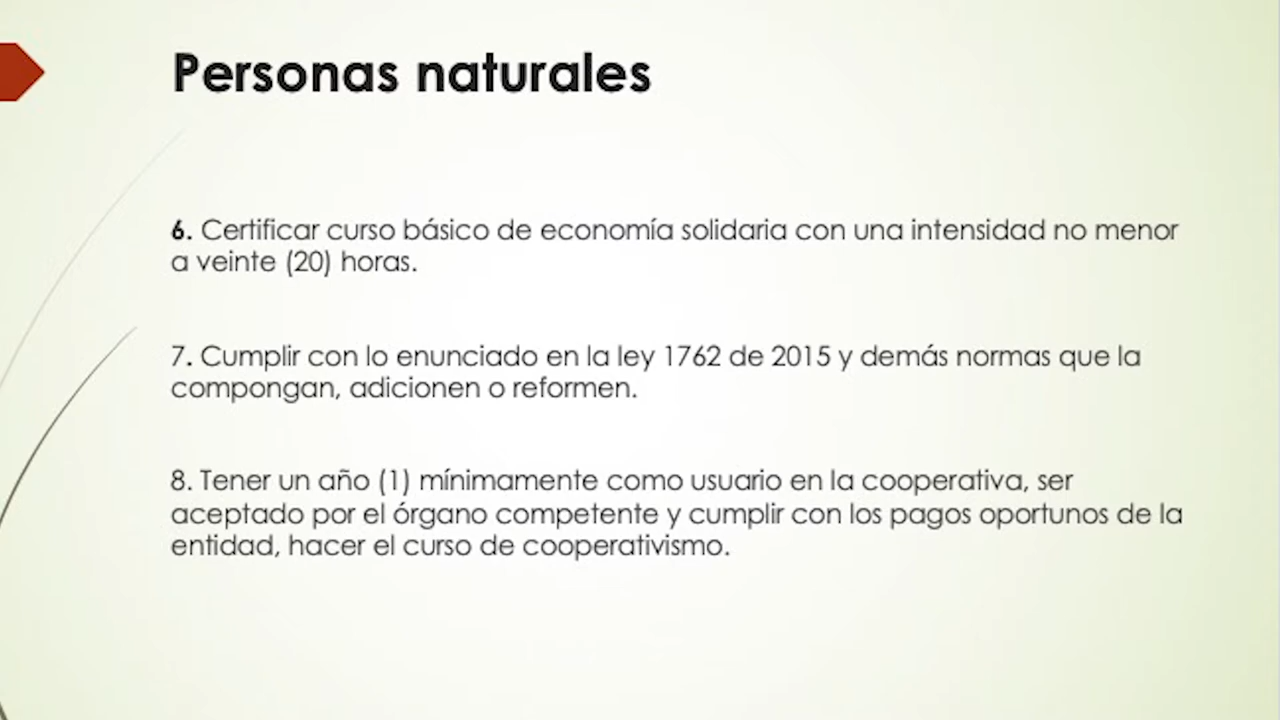 Personas naturales
6. Certificar curso básico de economía solidaria con una intensidad no menor
a veinte (20) horas.
7. Cumplir con lo enunciado en la ley 1762 de 2015 y demás normas que la
compongan, adicionen o reformen.
8. Tener un año (1) mínimamente como usuario en la cooperativa, ser
aceptado por el órgano competente y cumplir con los pagos oportunos de la
entidad, hacer el curso de cooperativismo.